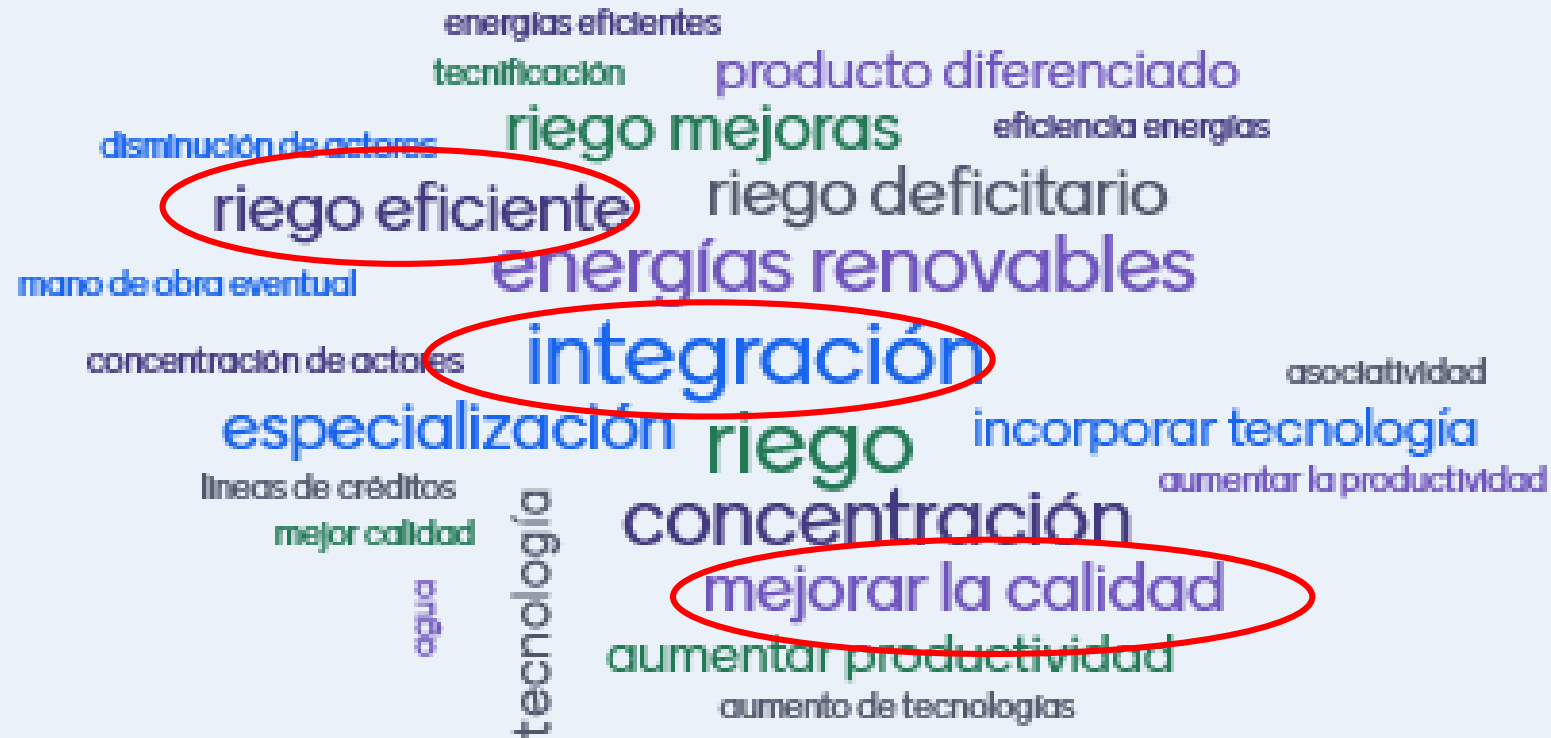 energías eficientes
tecnificación
producto diferenciado
riego mejoras
eficiencia energías
disminución de actores
riego eficiente
riego deficitario
energías renovables
mano de obra eventual
integración
concentración de actores
asociatividad
especialización
riego
incorporar tecnología
lineas de créditos
aumentar la productividad
concentración
mejor calidad
tecnología
agua
mejorar la calidad
aumentar productividad
aumento de tecnologías